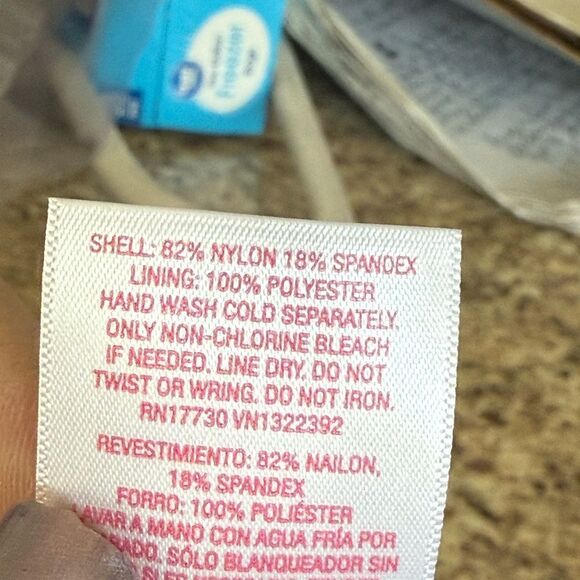 Freezer
SHELL: 82% NYLON 18% SPANDEX
LINING: 100% POLYESTER
HAND WASH COLD SEPARATELY.
ONLY NON-CHLORINE BLEACH
IF NEEDED. LINE DRY. DO NOT
TWIST OR WRING. DO NOT IRON.
RN17730 VN1322392
REVESTIMIENTO: 82% NAILON,
18% SPANDEX
FORRO: 100% POLIÉSTER
LAVAR A MANO CON AGUA FRÍA POR
SÓLO BLANQUEADOR SIN